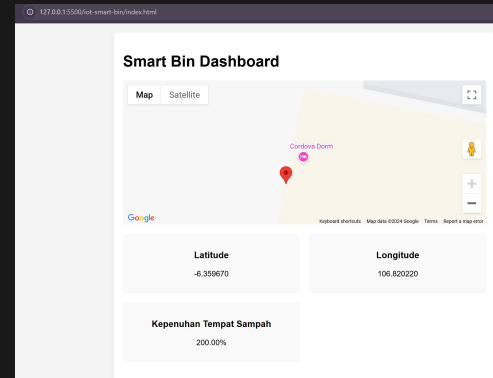 127.0.0.1:5500/iot-smart-bin/index.html
Smart Bin Dashboard
Map Satellite
Cordova Dorm
Google
Keyboard shortcuts Map data ©2024 Google Terms Report a map error
Latitude
-6.359670
Longitude
106.820220
Kepenuhan Tempat Sampah
200.00%